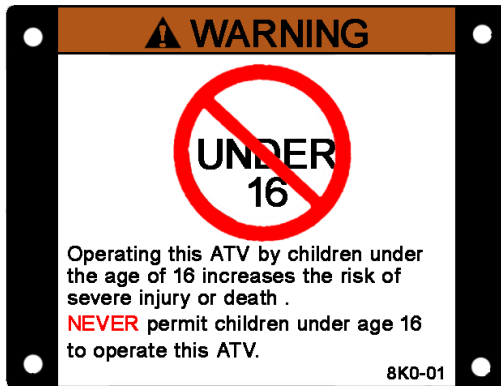 WARNING
UNDER
16
Operating this ATV by children under
the age of 16 increases the risk of
severe injury or death .
NEVER permit children under age 16
to operate this ATV.
8K0-01